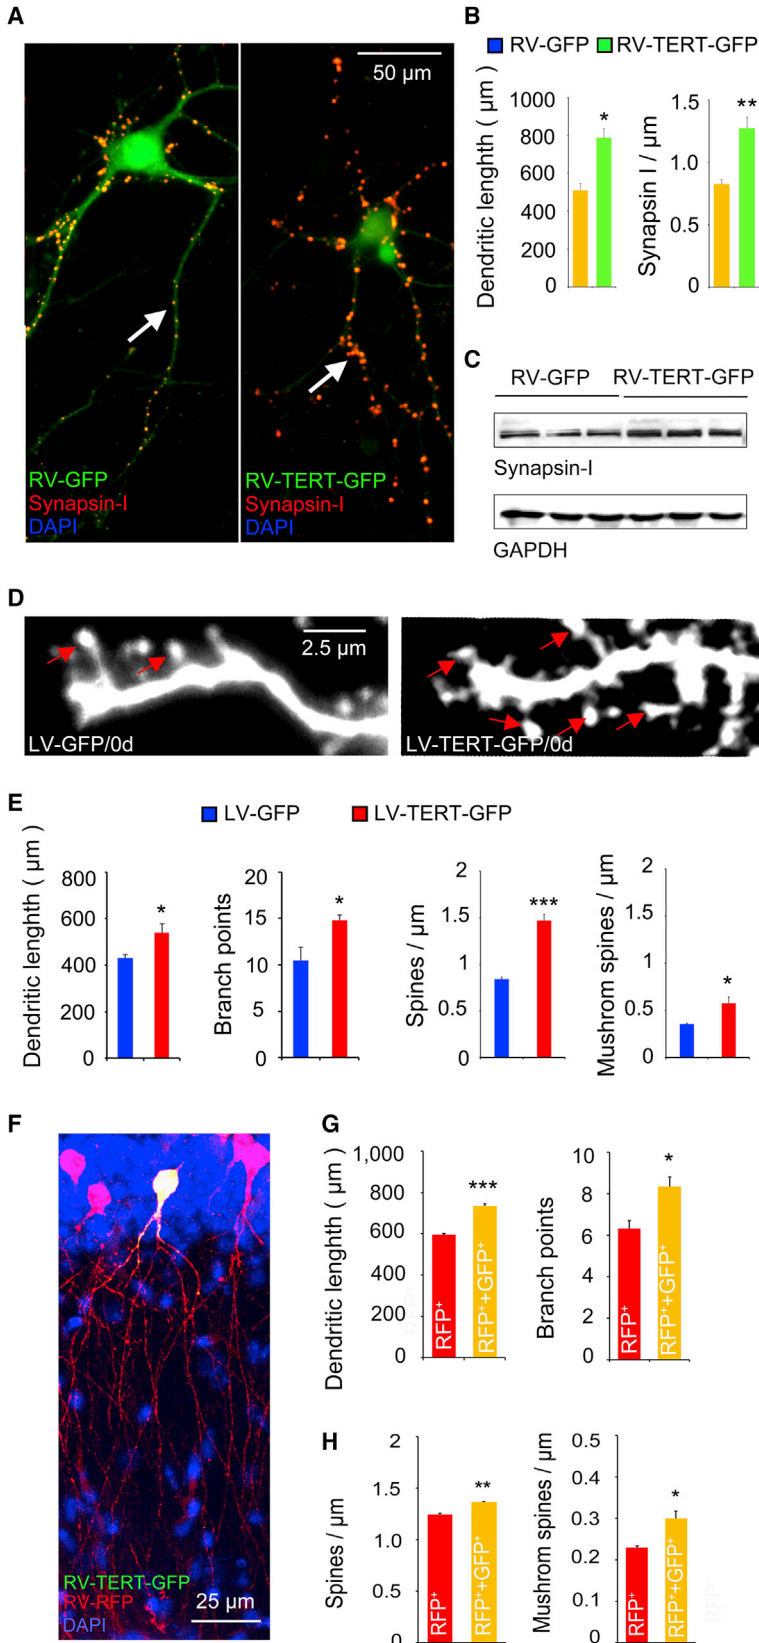 A
50 µm
RV-GFP
Synapsin-I
DAPI
RV-TERT-GFP
Synapsin-I
DAPI
B
RV-GFP RV-TERT-GFP
Dendritic lenghth ( µm )
1000
800
600
400
200
0
*
Synapsin I / µm
1.5
1.0
0.5
0
**
C
RV-GFP RV-TERT-GFP
Synapsin-I
GAPDH
D
2.5 µm
LV-GFP/0d
LV-TERT-GFP/0d
E
LV-GFP LV-TERT-GFP
Dendritic lenghth ( µm )
800
600
400
200
0
*
Branch points
20
15
10
5
0
*
Spines / µm
2
1.5
1
0.5
0
***
Mushrom spines / µm
2
1.5
1
0.5
0
*
F
RV-TERT-GFP
RV-RFP
DAPI
25 µm
G
Dendritic lenghth ( µm )
1,000
800
600
400
200
0
***
RFP+
RFP++GFP+
Branch points
10
8
6
4
2
0
*
RFP+
RFP++GFP+
H
Spines / µm
2
1.5
1.0
0.5
0
**
RFP+
RFP++GFP+
Mushrom spines / µm
0.5
0.4
0.3
0.2
0.1
0
*
RFP+
RFP++GFP+
RFP+